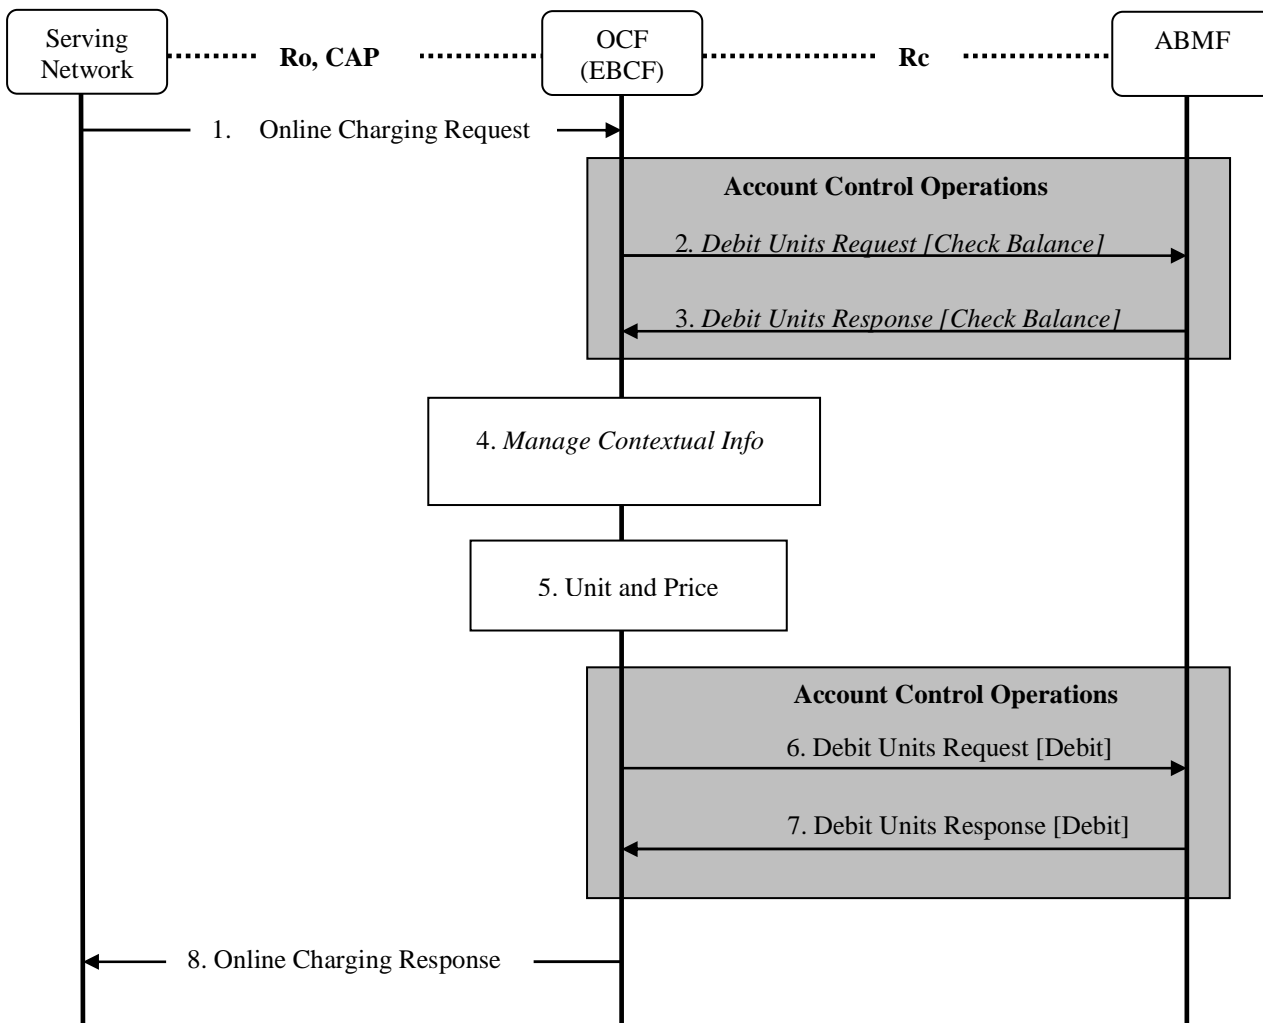 Serving
Network
Ro, CAP
OCF
(EBCF)
Rc
ABMF
1. Online Charging Request
Account Control Operations
2. Debit Units Request [Check Balance]
3. Debit Units Response [Check Balance]
4. Manage Contextual Info
5. Unit and Price
Account Control Operations
6. Debit Units Request [Debit]
7. Debit Units Response [Debit]
8. Online Charging Response